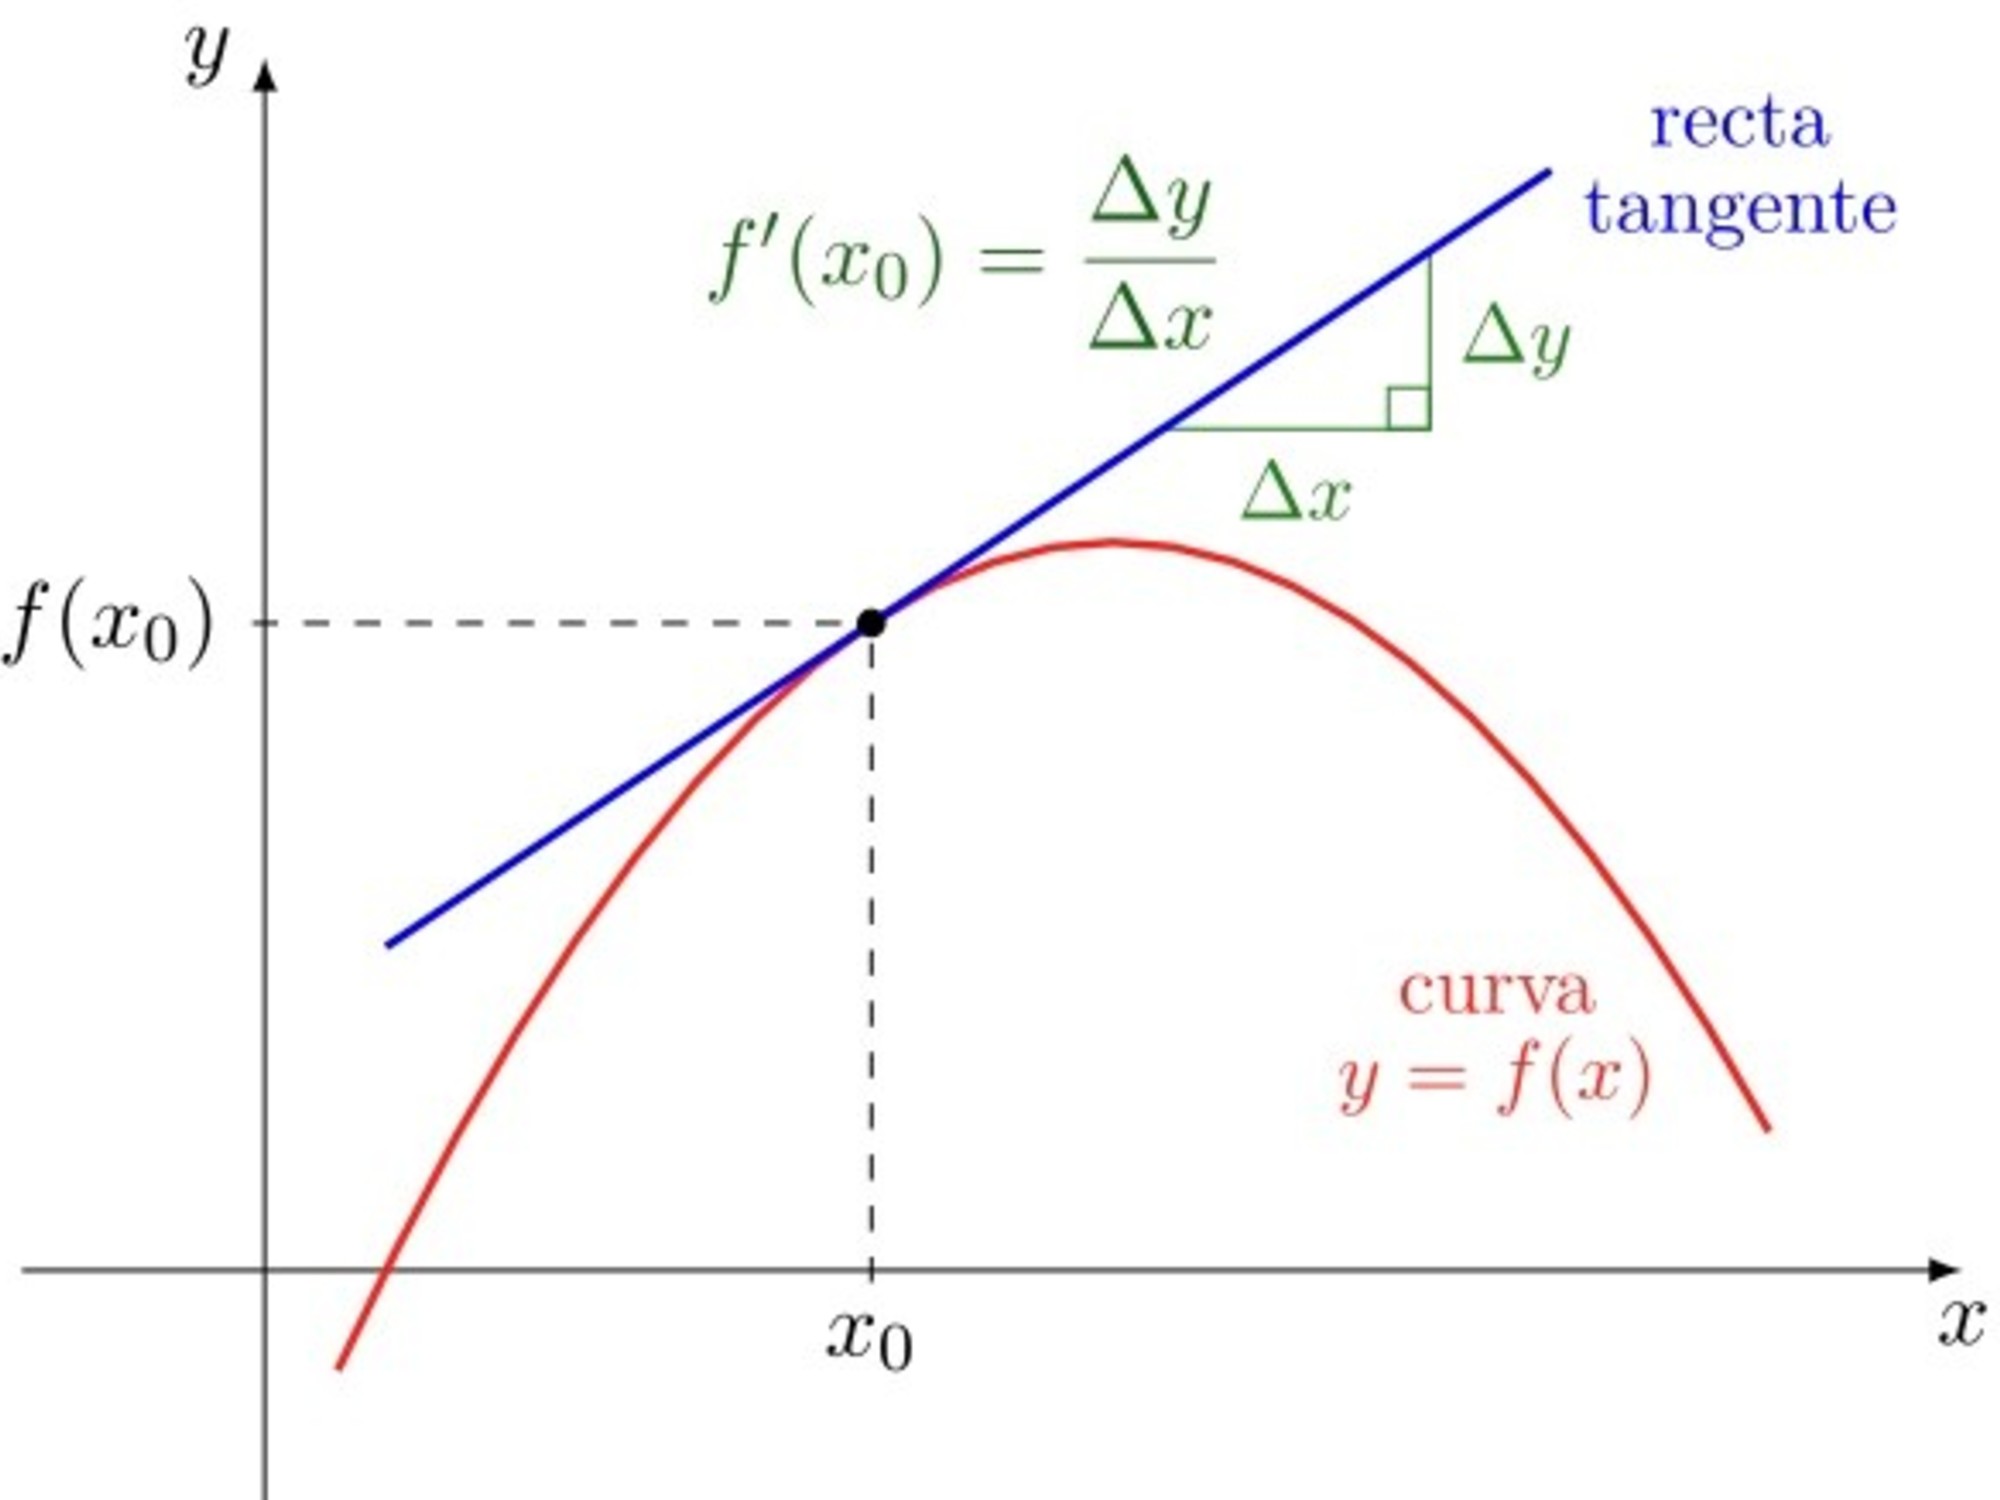 y
recta
tangente
f′(x₀) = Δy/Δx
Δy
Δx
f(x₀)
curva
y = f(x)
x₀
x